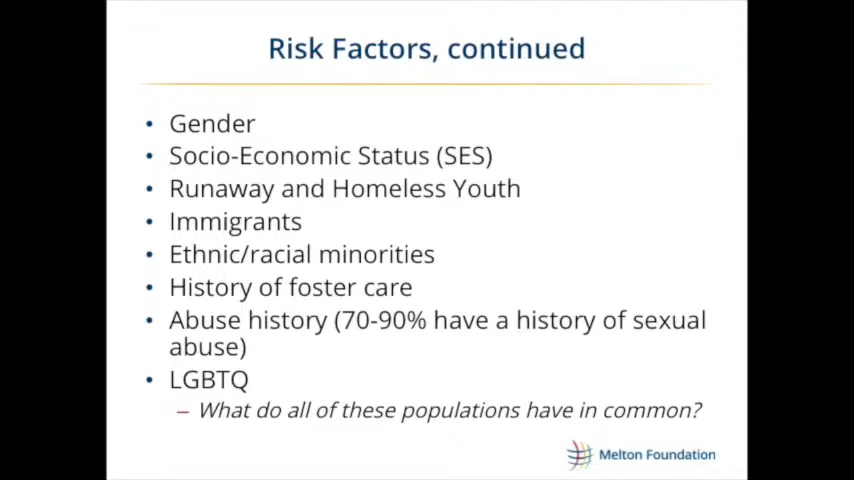 Risk Factors, continued
• Gender
• Socio-Economic Status (SES)
• Runaway and Homeless Youth
• Immigrants
• Ethnic/racial minorities
• History of foster care
• Abuse history (70-90% have a history of sexual
abuse)
• LGBTQ
– What do all of these populations have in common?
Melton Foundation